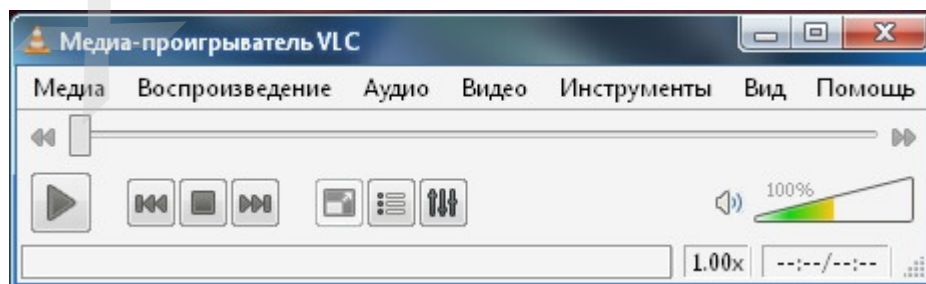 Медиа-проигрыватель VLC
Медиа Воспроизведение Аудио Видео Инструменты Вид Помощь
100%
1.00x --:--/--:--